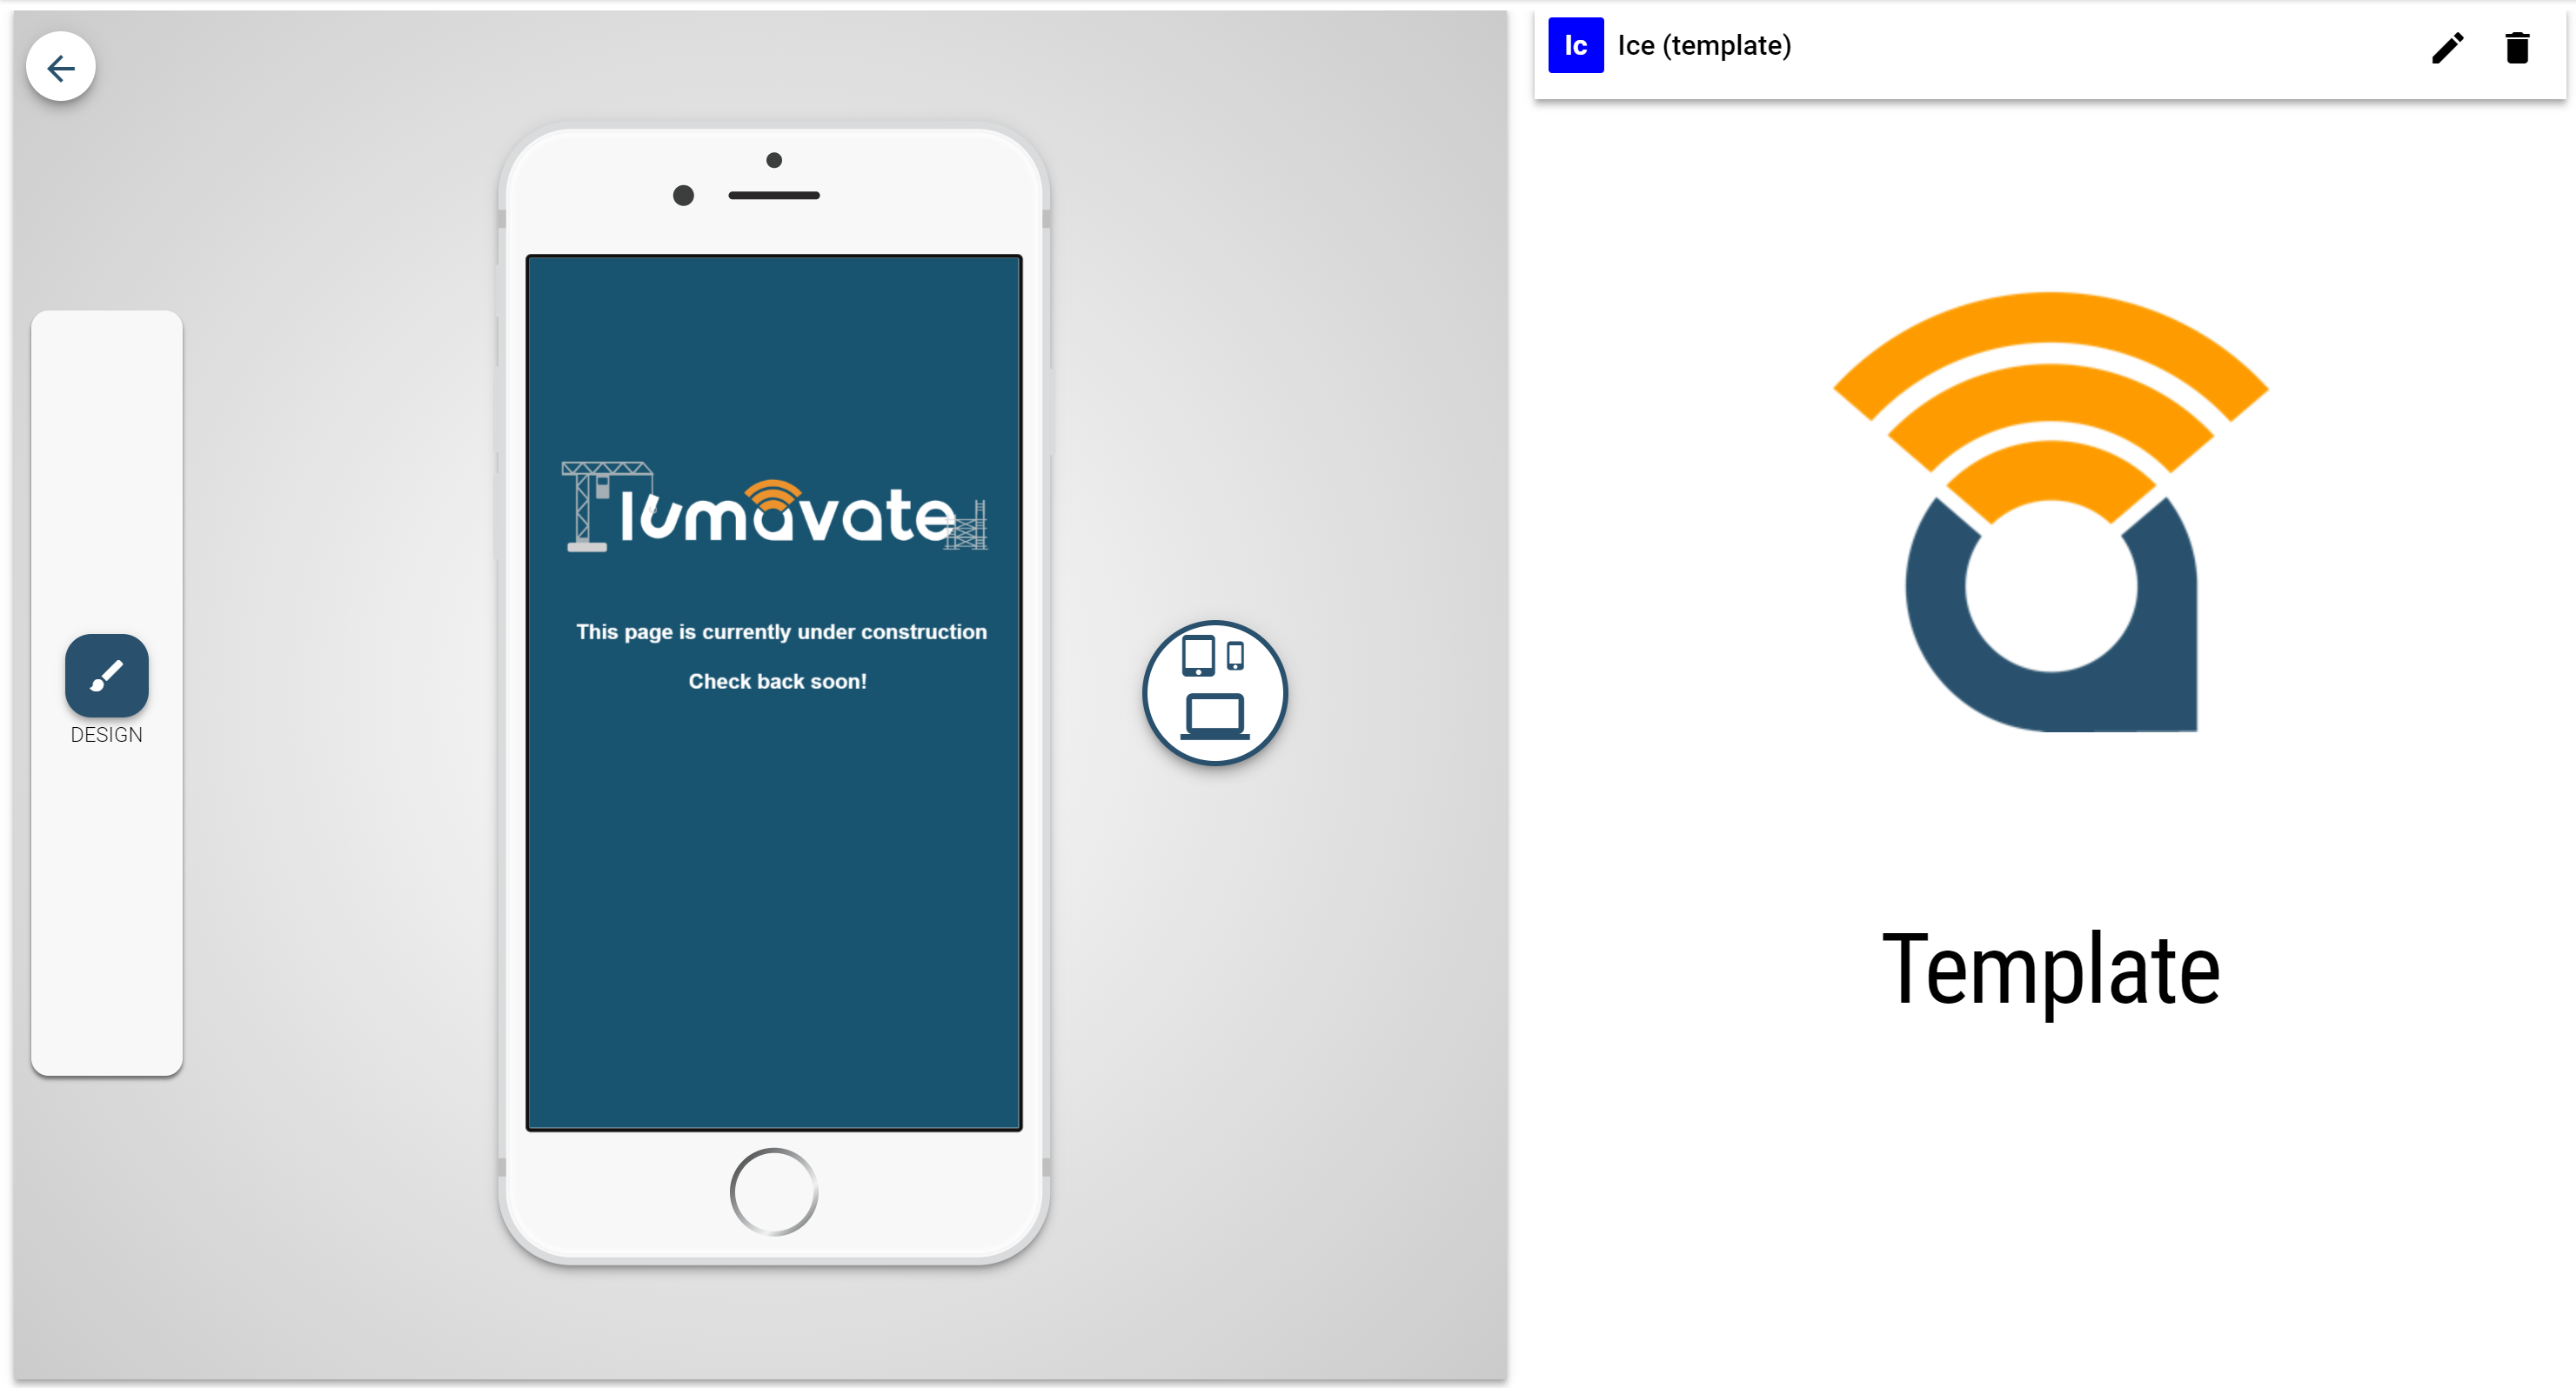 Ic Ice (template)
lumavate
This page is currently under construction
Check back soon!
DESIGN
Template